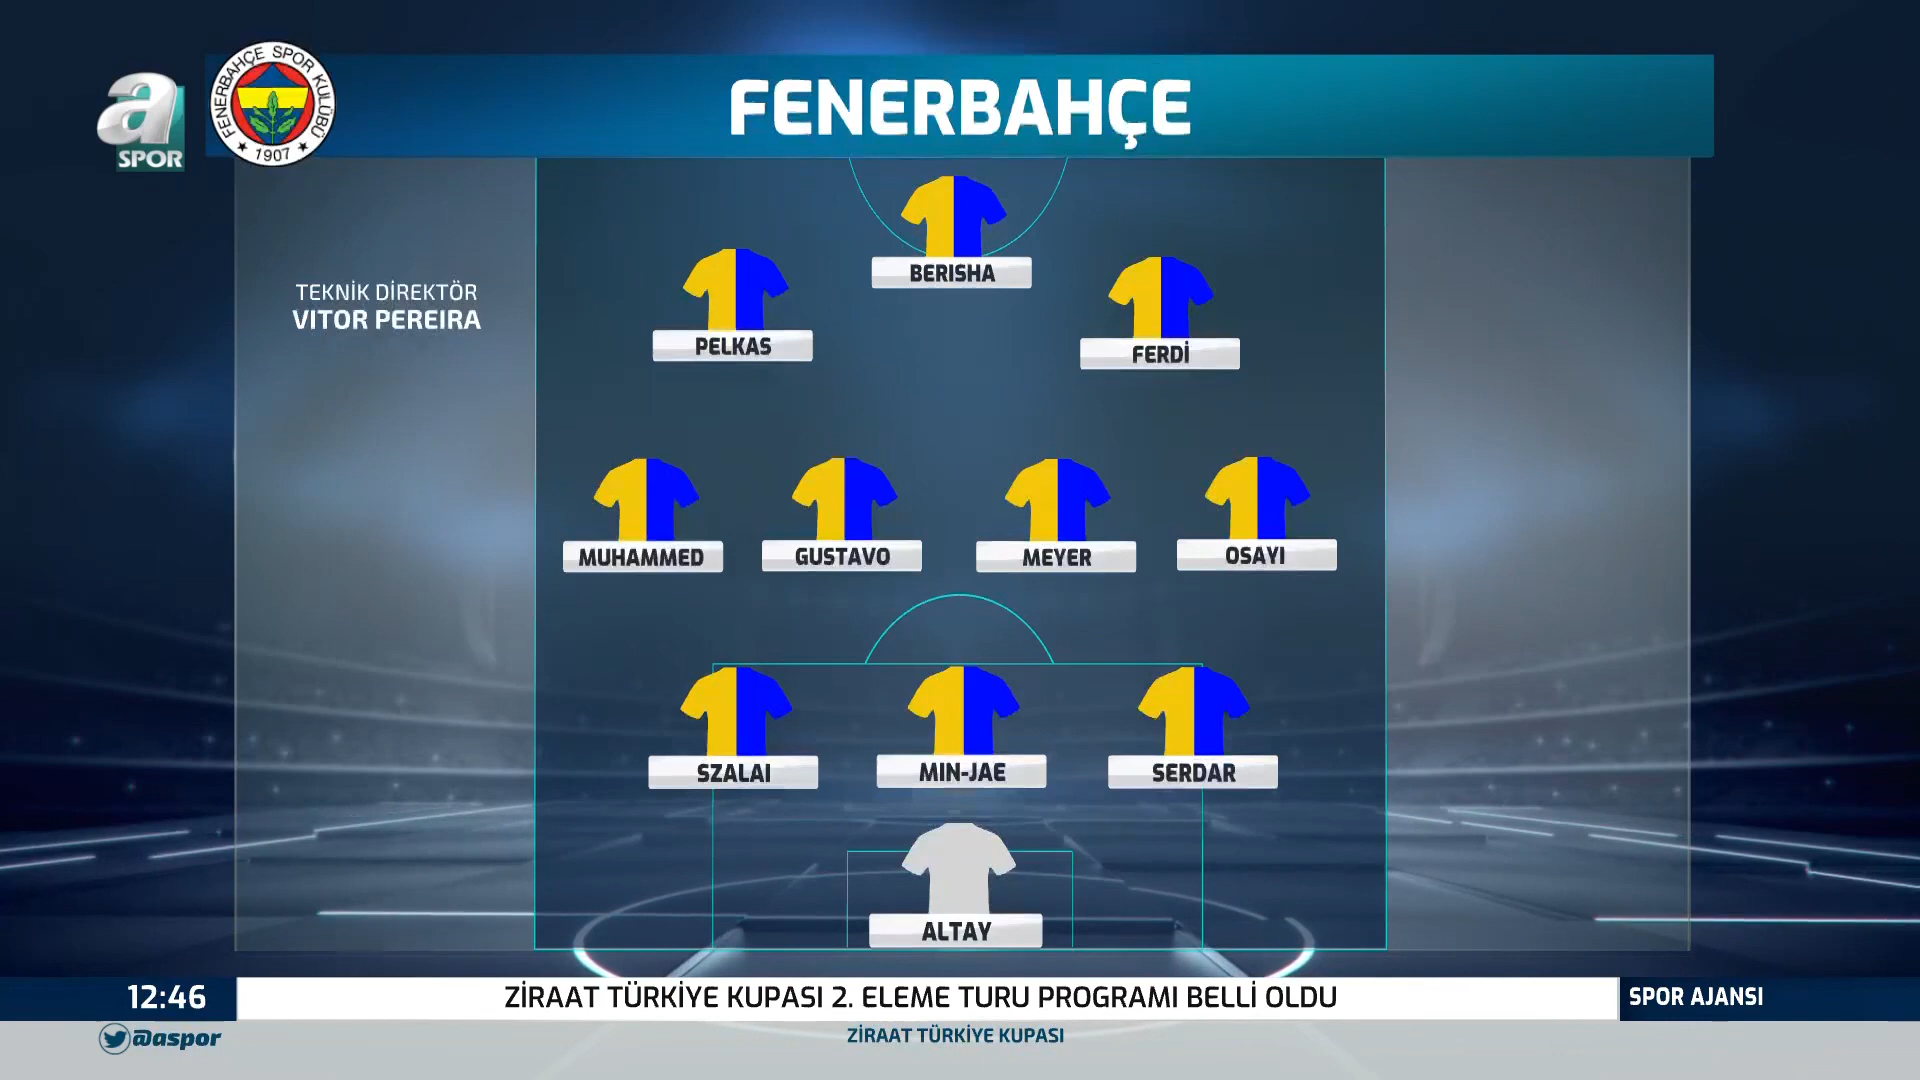 a
SPOR
FENERBAHÇE SPOR KULÜBÜ
★ 1907 ★
FENERBAHÇE
TEKNİK DİREKTÖR
VITOR PEREIRA
BERISHA
PELKAS
FERDİ
MUHAMMED
GUSTAVO
MEYER
OSAYI
SZALAI
MIN-JAE
SERDAR
ALTAY
12:46
ZİRAAT TÜRKİYE KUPASI 2. ELEME TURU PROGRAMI BELLİ OLDU
SPOR AJANSI
@aspor
ZİRAAT TÜRKİYE KUPASI